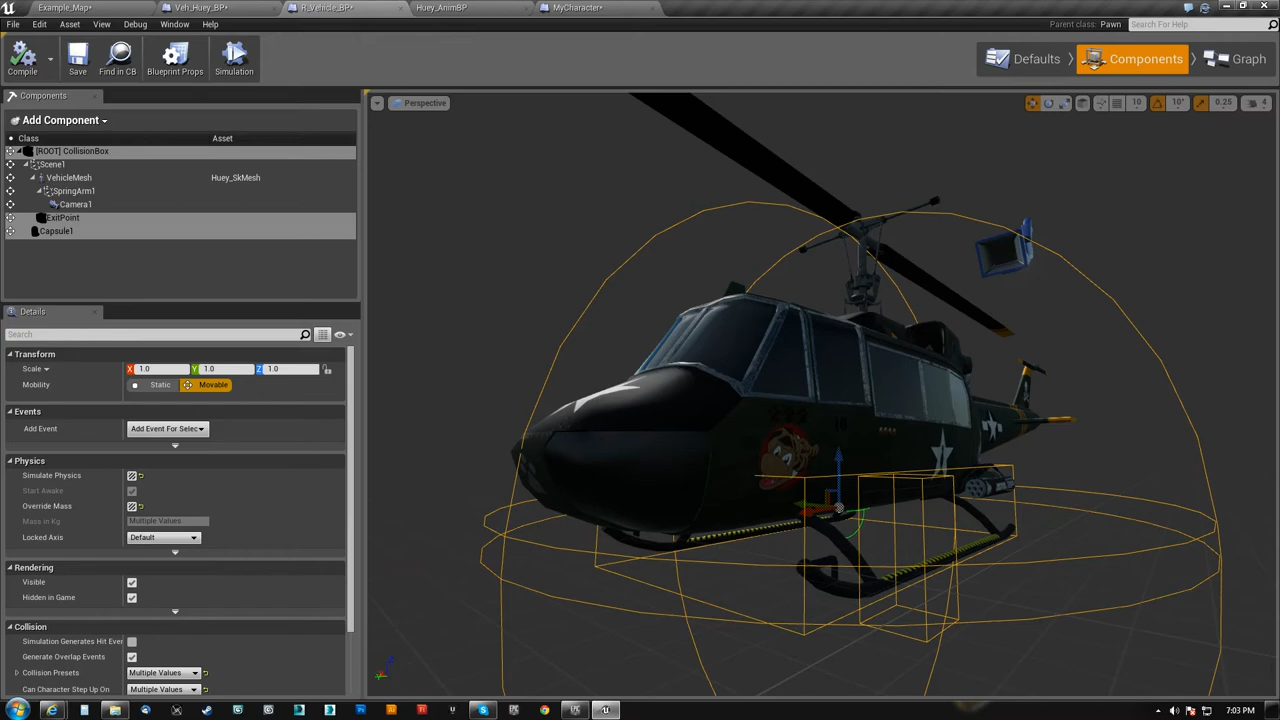 Example_Map*
Veh_Huey_BP*
R_Vehicle_BP*
Huey_AnimBP
MyCharacter*
File Edit Asset View Debug Window Help
Parent class: Pawn
Search For Help
Compile
Save
Find in CB
Blueprint Props
Simulation
Defaults
Components
Graph
Components
Add Component
Class Asset
[ROOT] CollisionBox
Scene1
VehicleMesh Huey_SkMesh
SpringArm1
Camera1
ExitPoint
Capsule1
Details
Search
Transform
Scale X 1.0 Y 1.0 Z 1.0
Mobility Static Movable
Events
Add Event Add Event For Selec
Physics
Simulate Physics
Start Awake
Override Mass
Mass in Kg Multiple Values
Locked Axis Default
Rendering
Visible
Hidden in Game
Collision
Simulation Generates Hit Ever
Generate Overlap Events
Collision Presets Multiple Values
Can Character Step Up On Multiple Values
Perspective
10
10°
0.25
4
7:03 PM